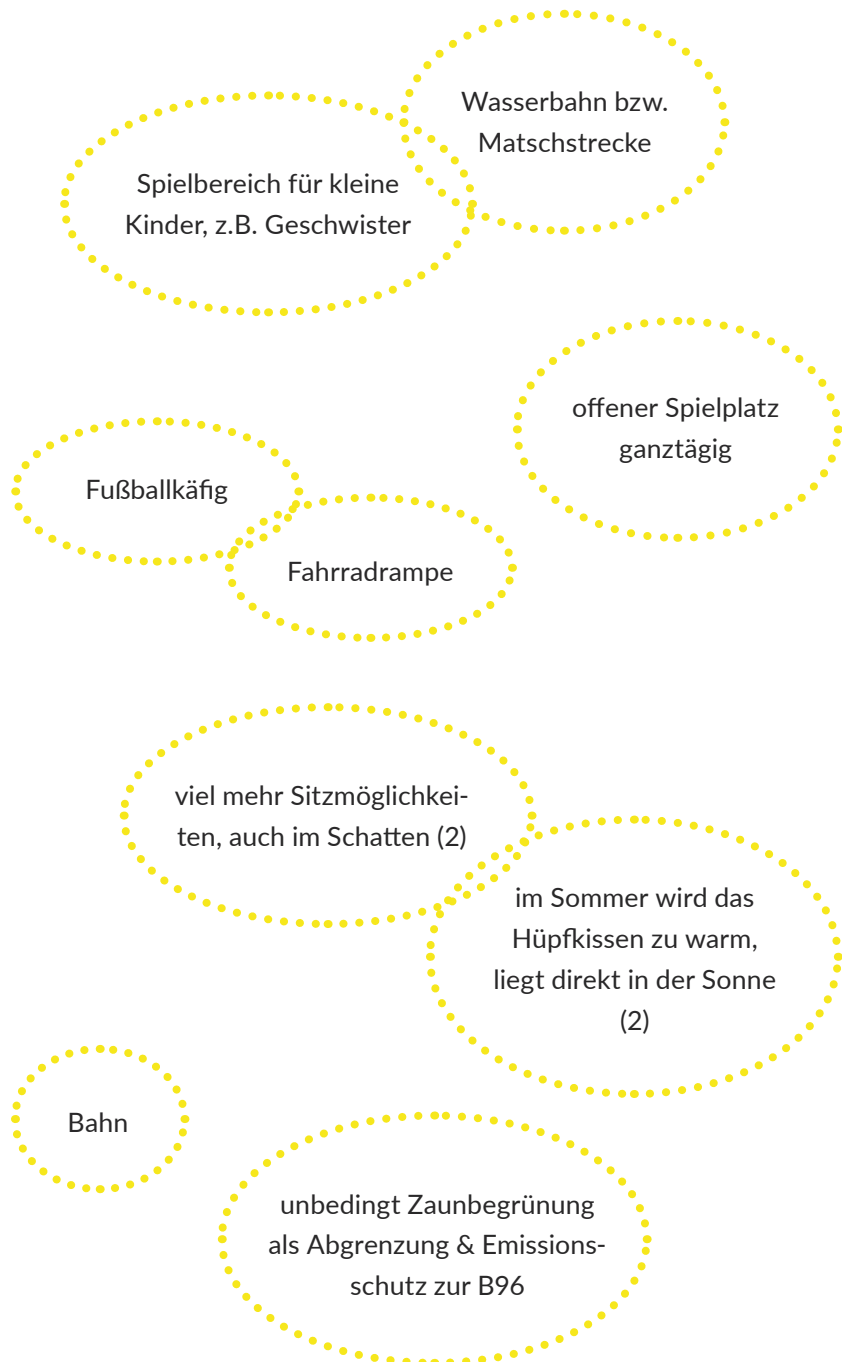 Wasserbahn bzw.
Matschstrecke
Spielbereich für kleine
Kinder, z.B. Geschwister
offener Spielplatz
ganztägig
Fußballkäfig
Fahrradrampe
viel mehr Sitzmöglichkei-
ten, auch im Schatten (2)
im Sommer wird das
Hüpfkissen zu warm,
liegt direkt in der Sonne
(2)
Bahn
unbedingt Zaunbegrünung
als Abgrenzung & Emissions-
schutz zur B96